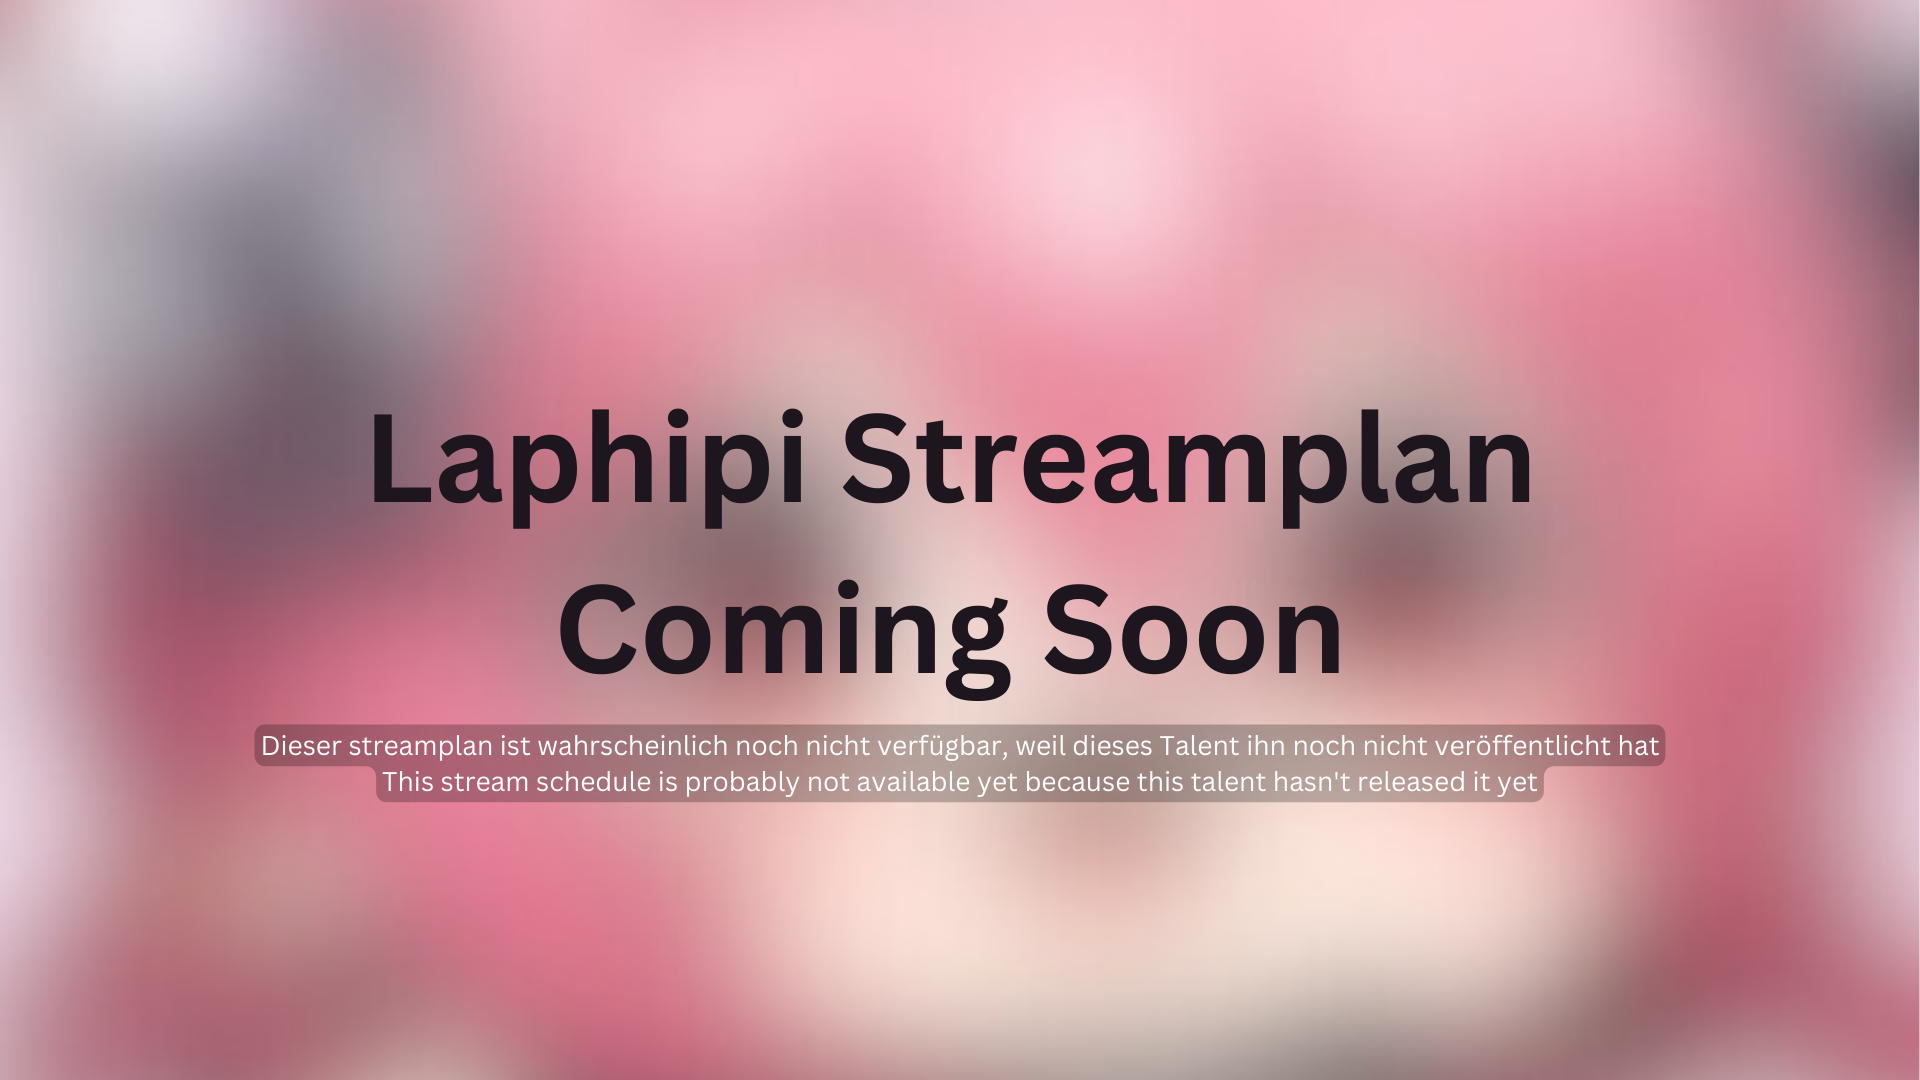 Laphipi Streamplan
Coming Soon
Dieser streamplan ist wahrscheinlich noch nicht verfügbar, weil dieses Talent ihn noch nicht veröffentlicht hat
This stream schedule is probably not available yet because this talent hasn't released it yet